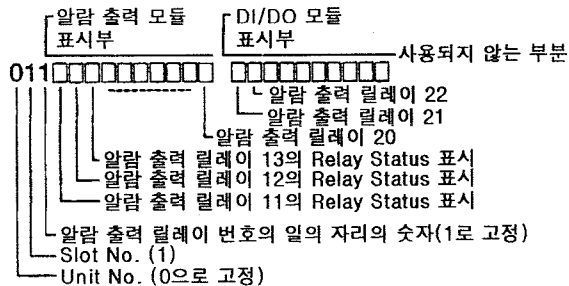 알람 출력 모듈
표시부
DI/DO 모듈
표시부
사용되지 않는 부분
011□□□□□□□□□□ □□□□□□□□□□
알람 출력 릴레이 22
알람 출력 릴레이 21
알람 출력 릴레이 20
알람 출력 릴레이 13의 Relay Status 표시
알람 출력 릴레이 12의 Relay Status 표시
알람 출력 릴레이 11의 Relay Status 표시
알람 출력 릴레이 번호의 일의 자리의 숫자(1로 고정)
Slot No. (1)
Unit No. (0으로 고정)